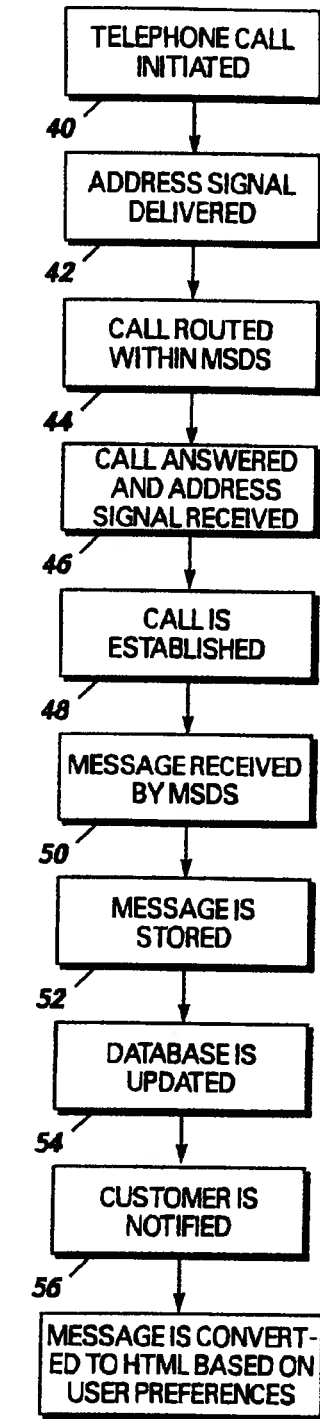 TELEPHONE CALL
INITIATED
40
ADDRESS SIGNAL
DELIVERED
42
CALL ROUTED
WITHIN MSDS
44
CALL ANSWERED
AND ADDRESS
SIGNAL RECEIVED
46
CALL IS
ESTABLISHED
48
MESSAGE RECEIVED
BY MSDS
50
MESSAGE IS
STORED
52
DATABASE IS
UPDATED
54
CUSTOMER IS
NOTIFIED
56
MESSAGE IS CONVERT-
ED TO HTML BASED ON
USER PREFERENCES